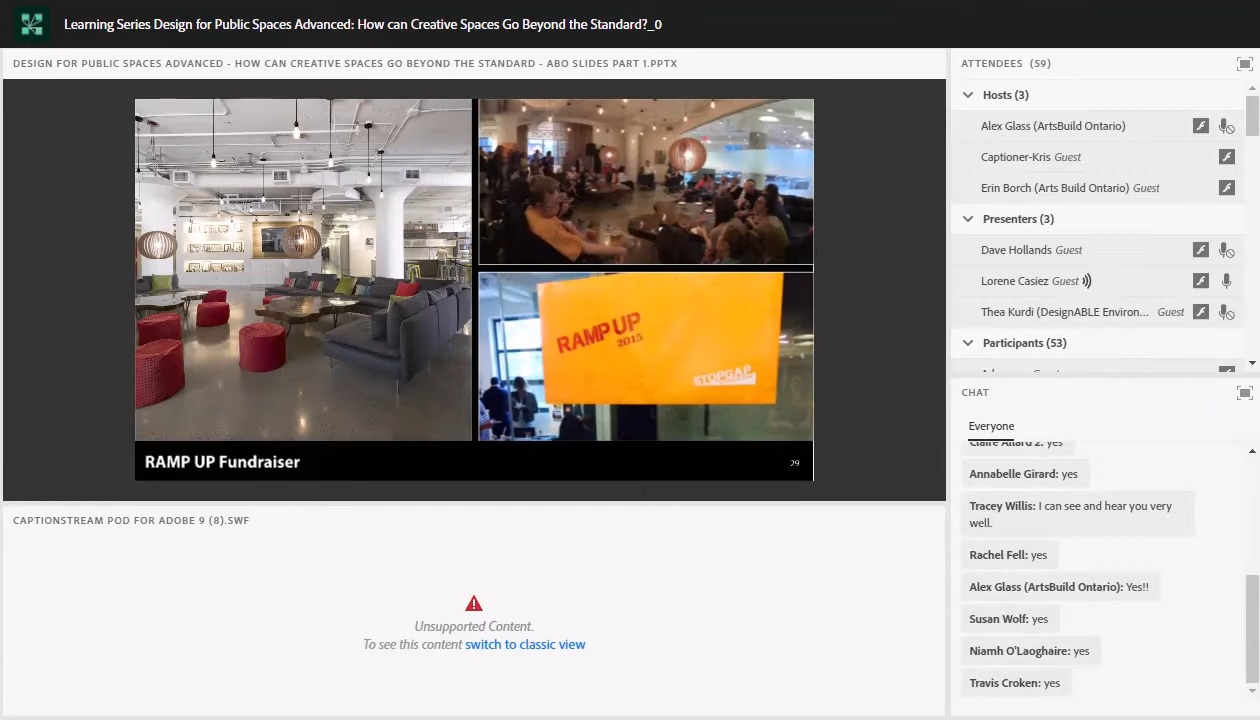 Learning Series Design for Public Spaces Advanced: How can Creative Spaces Go Beyond the Standard?_0
DESIGN FOR PUBLIC SPACES ADVANCED - HOW CAN CREATIVE SPACES GO BEYOND THE STANDARD - ABO SLIDES PART 1.PPTX
RAMP UP
2015
STOPGAP
RAMP UP Fundraiser
29
CAPTIONSTREAM POD FOR ADOBE 9 (8).SWF
Unsupported Content.
To see this content switch to classic view
ATTENDEES (59)
Hosts (3)
Alex Glass (ArtsBuild Ontario)
Captioner-Kris Guest
Erin Borch (Arts Build Ontario) Guest
Presenters (3)
Dave Hollands Guest
Lorene Casiez Guest
Thea Kurdi (DesignABLE Environ... Guest
Participants (53)
CHAT
Everyone
Claire Allard 2: yes
Annabelle Girard: yes
Tracey Willis: I can see and hear you very
well.
Rachel Fell: yes
Alex Glass (ArtsBuild Ontario): Yes!!
Susan Wolf: yes
Niamh O'Laoghaire: yes
Travis Croken: yes